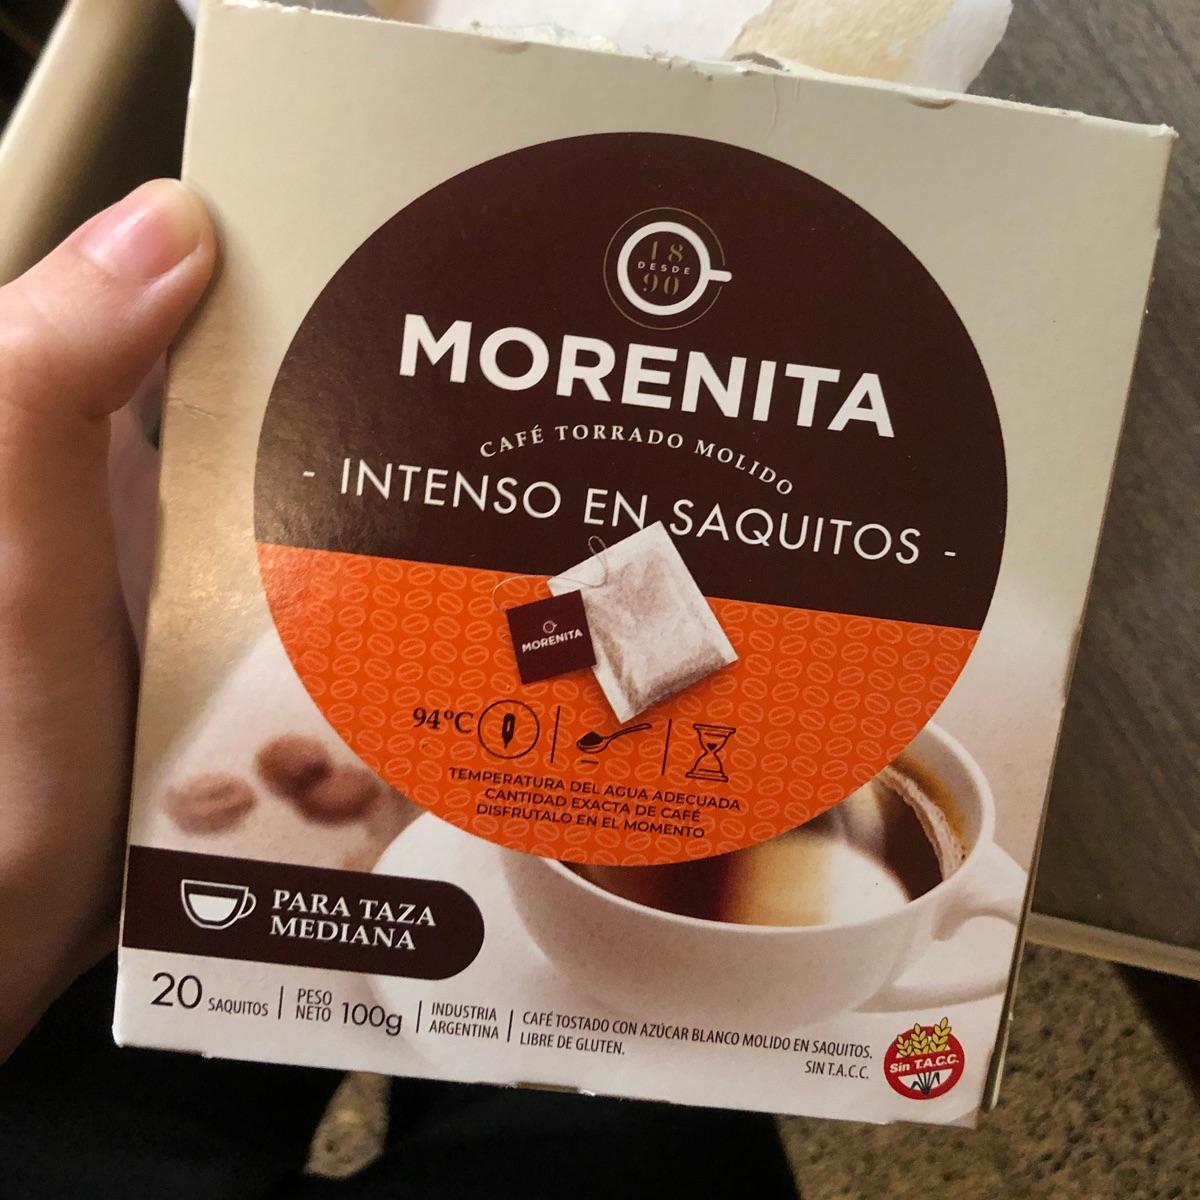 18
DESDE
90
MORENITA
CAFÉ TORRADO MOLIDO
- INTENSO EN SAQUITOS -
MORENITA
94°C
TEMPERATURA DEL AGUA ADECUADA
CANTIDAD EXACTA DE CAFÉ
DISFRUTALO EN EL MOMENTO
PARA TAZA
MEDIANA
20 SAQUITOS
PESO
NETO 100g
INDUSTRIA
ARGENTINA
CAFÉ TOSTADO CON AZÚCAR BLANCO MOLIDO EN SAQUITOS.
LIBRE DE GLUTEN.
SIN T.A.C.C.
Sin T.A.C.C.